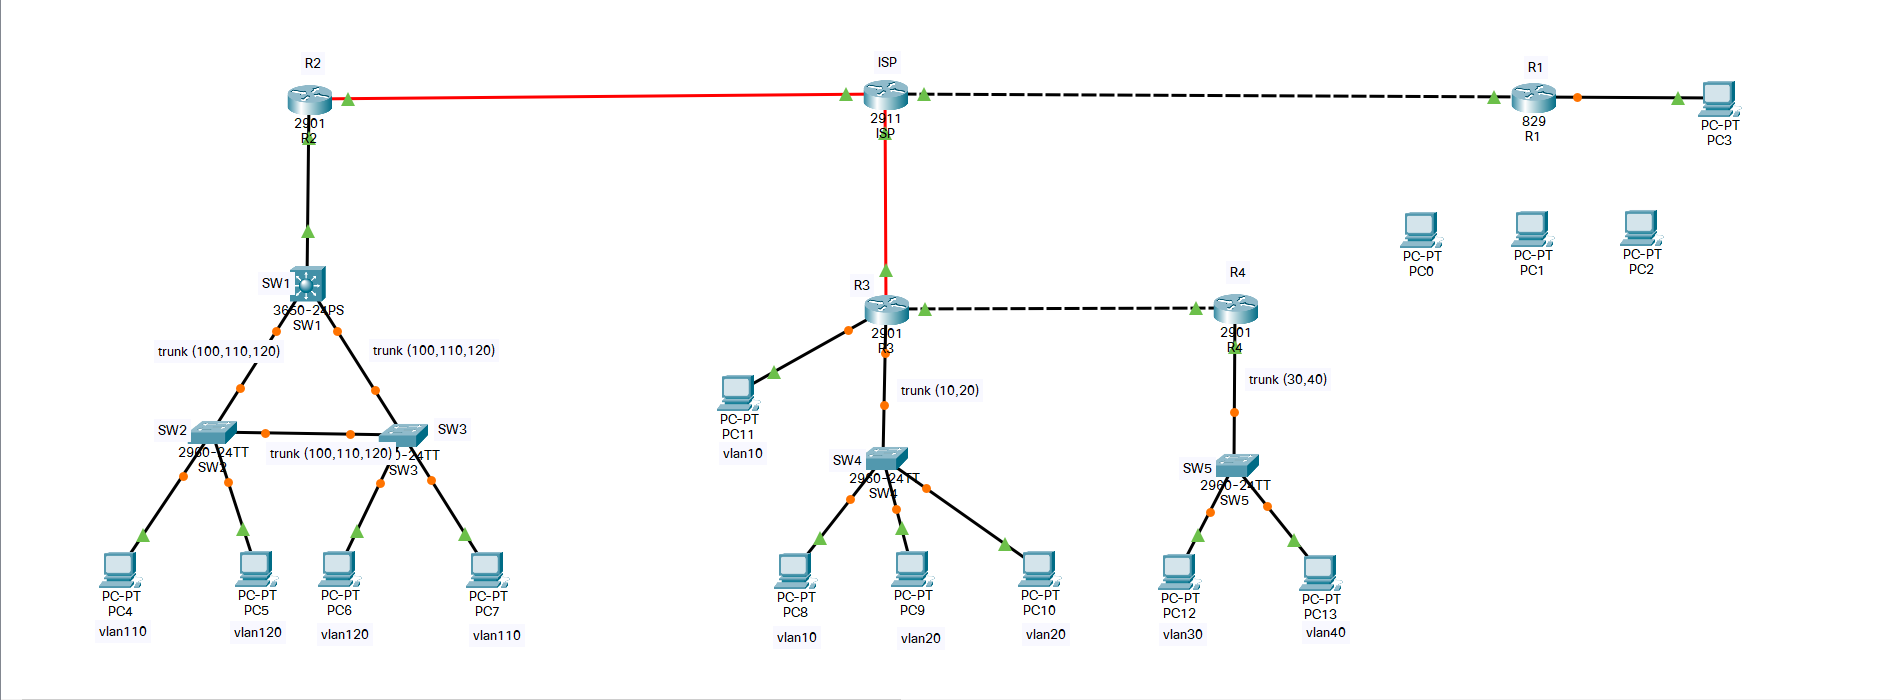 R2
2901
R2
ISP
2911
ISP
R1
829
R1
PC-PT
PC3
PC-PT
PC0
PC-PT
PC1
PC-PT
PC2
SW1
3650-24PS
SW1
trunk (100,110,120)
trunk (100,110,120)
R3
2901
R3
R4
2901
R4
trunk (10,20)
trunk (30,40)
PC-PT
PC11
vlan10
SW2
2960-24TT
SW2
trunk (100,110,120)
SW3
-24TT
SW3
SW4
2960-24TT
SW4
SW5
2960-24TT
SW5
PC-PT
PC4
vlan110
PC-PT
PC5
vlan120
PC-PT
PC6
vlan120
PC-PT
PC7
vlan110
PC-PT
PC8
vlan10
PC-PT
PC9
vlan20
PC-PT
PC10
vlan20
PC-PT
PC12
vlan30
PC-PT
PC13
vlan40